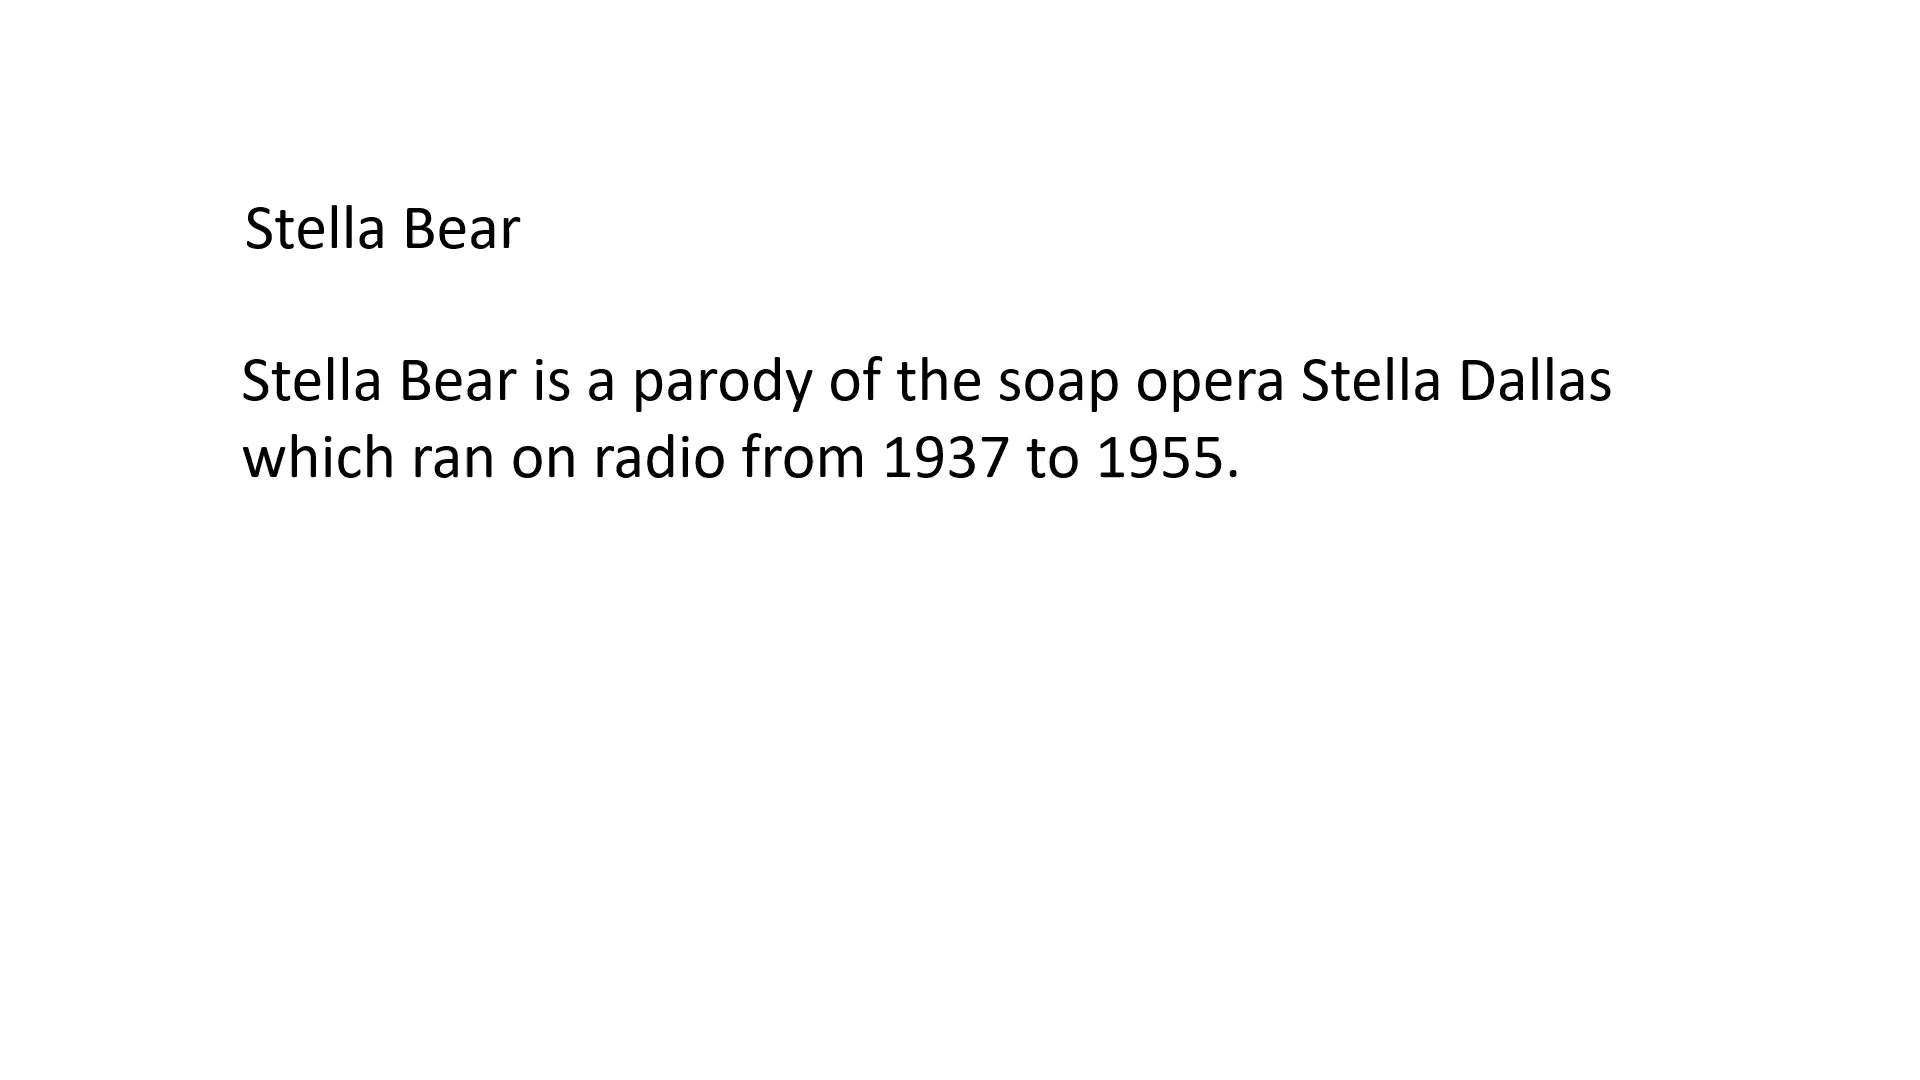 Stella Bear
Stella Bear is a parody of the soap opera Stella Dallas
which ran on radio from 1937 to 1955.